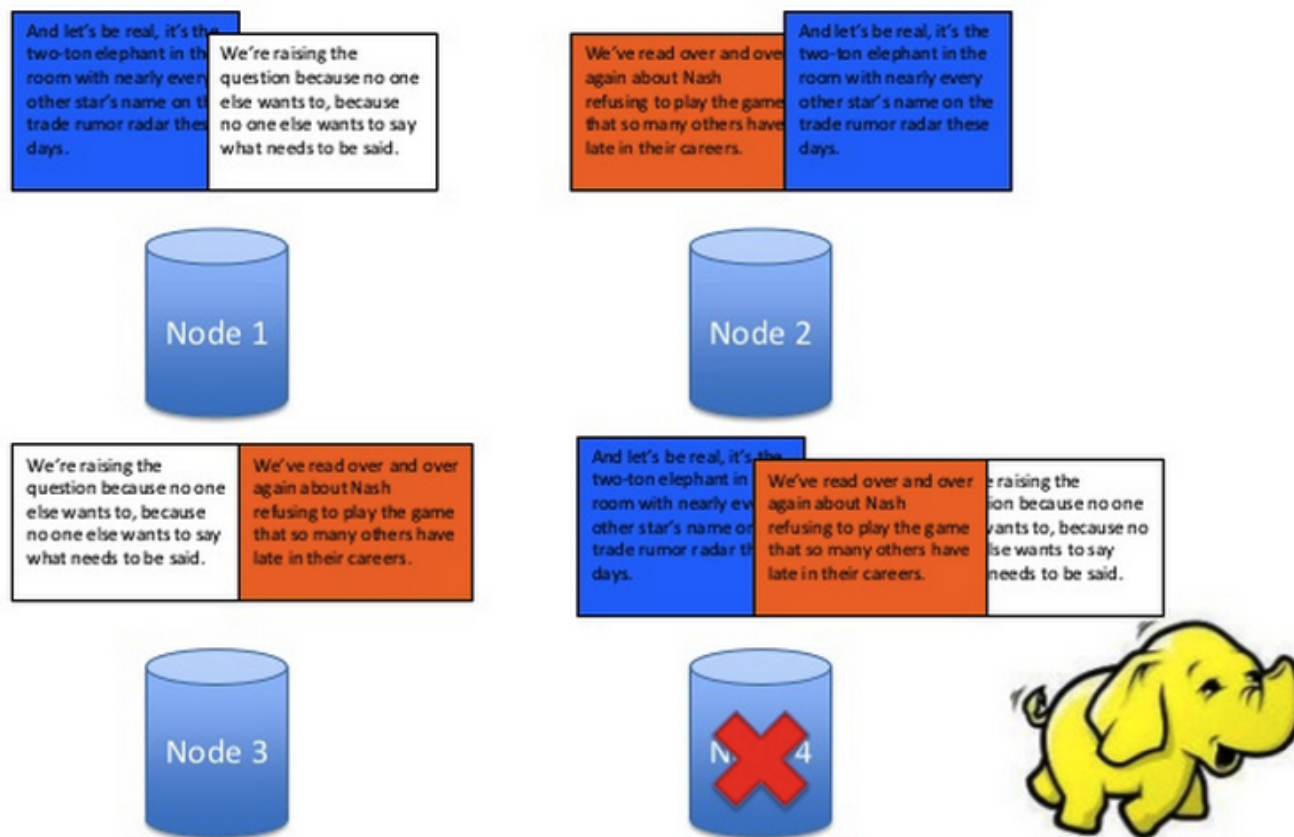 And let's be real, it's the
two-ton elephant in th
room with nearly every
other star's name on th
trade rumor radar thes
days.
We're raising the
question because no one
else wants to, because
no one else wants to say
what needs to be said.
We've read over and over
again about Nash
refusing to play the game
that so many others have
late in their careers.
And let's be real, it's the
two-ton elephant in the
room with nearly every
other star's name on the
trade rumor radar these
days.
Node 1
Node 2
We're raising the
question because no one
else wants to, because
no one else wants to say
what needs to be said.
We've read over and over
again about Nash
refusing to play the game
that so many others have
late in their careers.
And let's be real, it's the
two-ton elephant in
room with nearly eve
other star's name or
trade rumor radar th
days.
We've read over and over
again about Nash
refusing to play the game
that so many others have
late in their careers.
e raising the
ion because no one
wants to, because no
lse wants to say
needs to be said.
Node 3
N 4